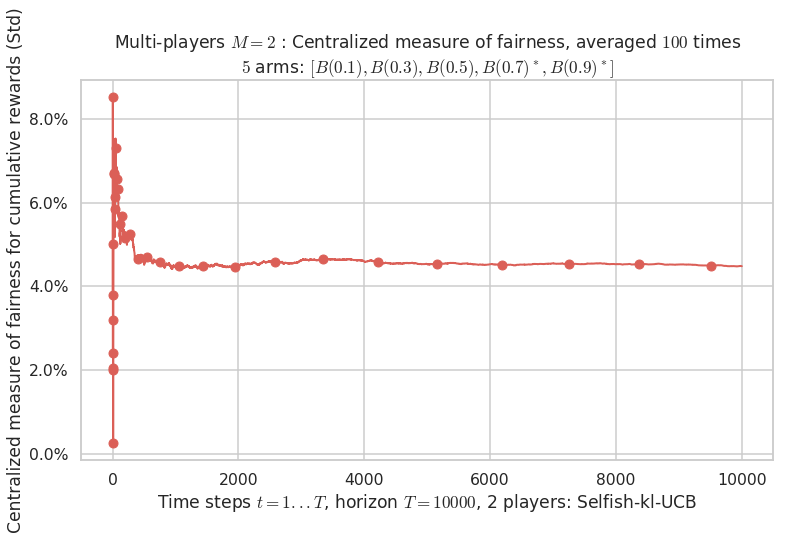 Multi-players M = 2 : Centralized measure of fairness, averaged 100 times
5 arms: [B(0.1), B(0.3), B(0.5), B(0.7)*, B(0.9)*]
Centralized measure of fairness for cumulative rewards (Std)
8.0%
6.0%
4.0%
2.0%
0.0%
0 2000 4000 6000 8000 10000
Time steps t = 1...T, horizon T = 10000, 2 players: Selfish-kl-UCB